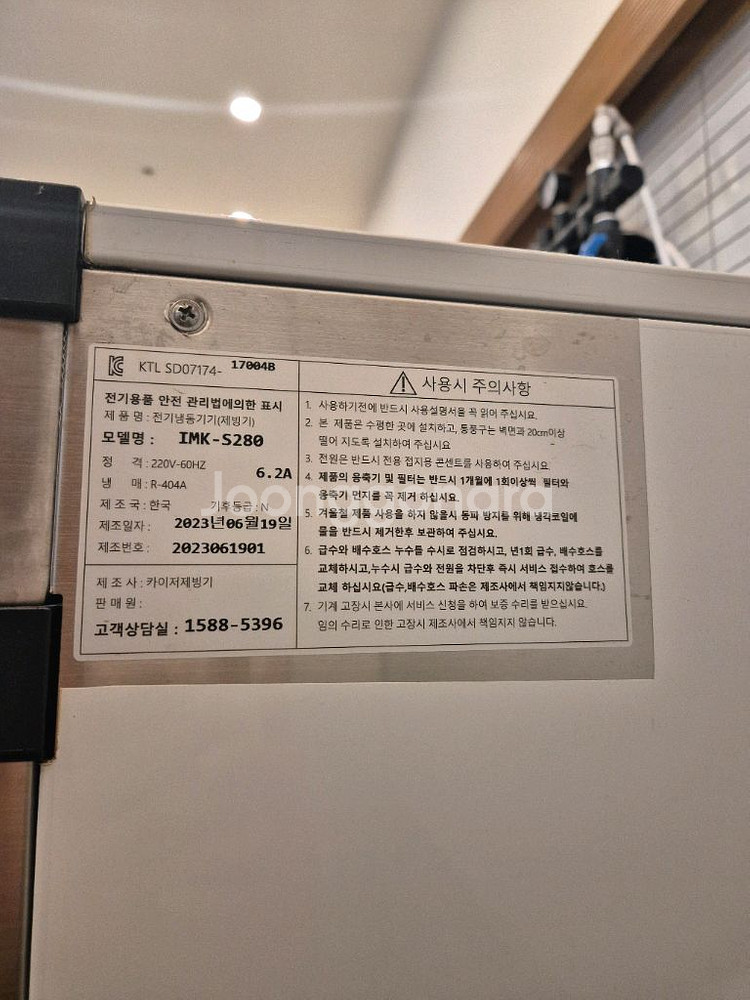 KTL SD07174- 17004B
전기용품 안전 관리법에의한 표시
제 품 명 : 전기냉동기기(제빙기)
모델명 : IMK-S280
정 격 : 220V-60HZ 6.2A
냉 매 : R-404A
제 조 국 : 한국 기후등급 : N
제조일자 : 2023년06월19일
제조번호 : 2023061901
제 조 사 : 카이저제빙기
판 매 원 :
고객상담실 : 1588-5396
사용시 주의사항
1. 사용하기전에 반드시 사용설명서을 꼭 읽어 주십시요.
2. 본 제품은 수평한 곳에 설치하고, 통풍구는 벽면과 20cm이상
떨어 지도록 설치하여 주십시요
3. 전원은 반드시 전용 접지용 콘센트를 사용하여 주십시요.
4. 제품의 응축기 및 필터는 반드시 1개월에 1회이상씩 필터와
응축기 먼지를 꼭 제거 하십시요.
5. 겨울철 제품 사용을 하지 않을시 동파 방지를 위해 냉각코일에
물을 반드시 제거한후 보관하여 주십시요.
6. 급수와 배수호스 누수를 수시로 점검하시고, 년1회 급수, 배수호스를
교체하시고,누수시 급수와 전원을 차단후 즉시 서비스 접수하여 호스를
교체 하십시요(급수,배수호스 파손은 제조사에서 책임지지않습니다.)
7. 기계 고장시 본사에 서비스 신청을 하여 보증 수리를 받으십시요.
임의 수리로 인한 고장시 제조사에서 책임지지 않습니다.
Joonggonara